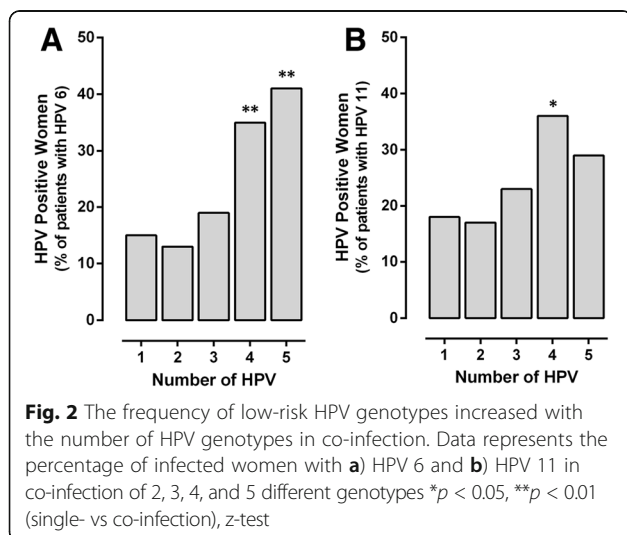 A
HPV Positive Women
(% of patients with HPV 6)
50
40
30
20
10
0
**
**
1 2 3 4 5
Number of HPV
B
HPV Positive Women
(% of patients with HPV 11)
50
40
30
20
10
0
*
1 2 3 4 5
Number of HPV
Fig. 2 The frequency of low-risk HPV genotypes increased with
the number of HPV genotypes in co-infection. Data represents the
percentage of infected women with a) HPV 6 and b) HPV 11 in
co-infection of 2, 3, 4, and 5 different genotypes *p < 0.05, **p < 0.01
(single- vs co-infection), z-test